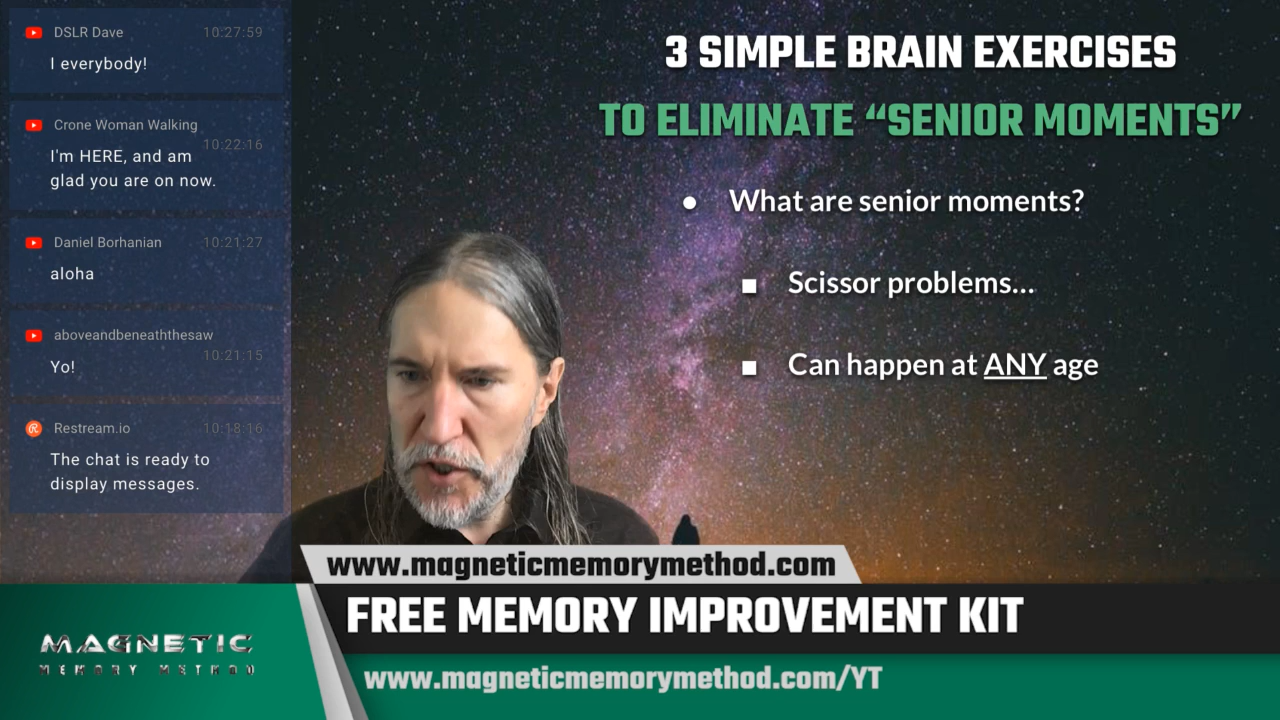 DSLR Dave 10:27:59
I everybody!
Crone Woman Walking
10:22:16
I'm HERE, and am
glad you are on now.
Daniel Borhanian 10:21:27
aloha
aboveandbeneaththesaw
10:21:15
Yo!
Restream.io 10:18:16
The chat is ready to
display messages.
3 SIMPLE BRAIN EXERCISES
TO ELIMINATE “SENIOR MOMENTS”
• What are senior moments?
▪ Scissor problems...
▪ Can happen at ANY age
www.magneticmemorymethod.com
FREE MEMORY IMPROVEMENT KIT
www.magneticmemorymethod.com/YT
MAGNETIC
MEMORY METHOD